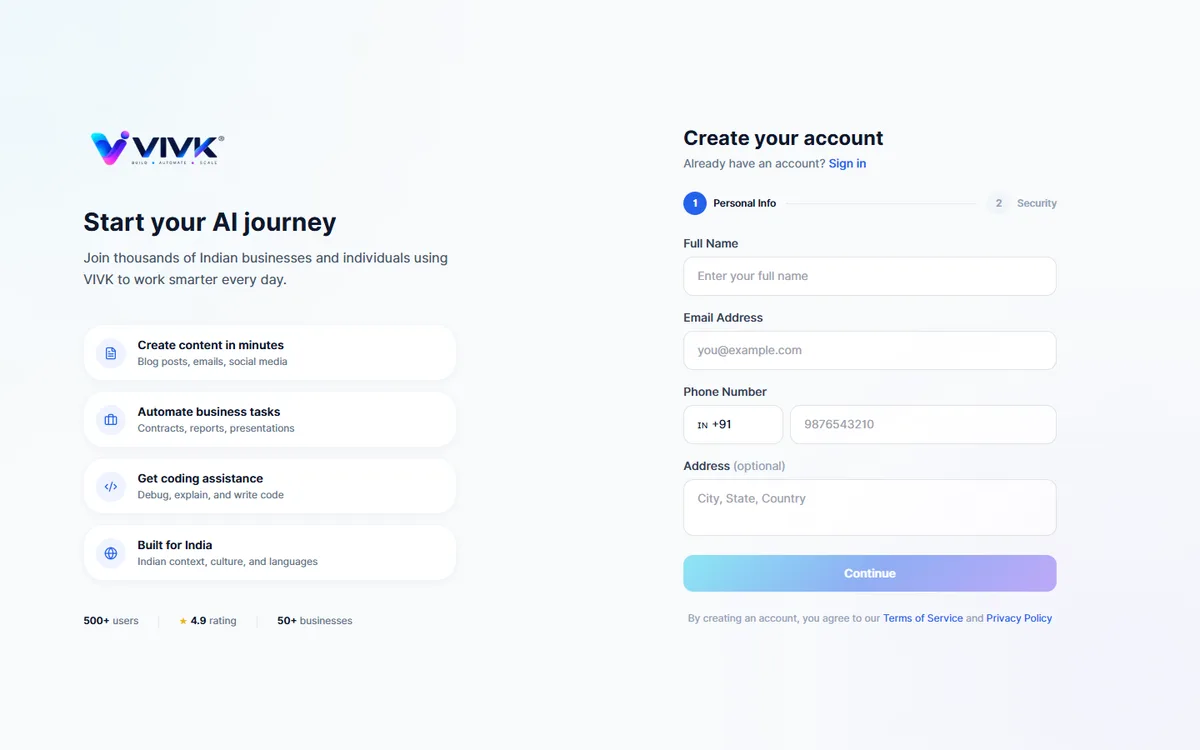 VIVK®
BUILD • AUTOMATE • SCALE
Start your AI journey
Join thousands of Indian businesses and individuals using
VIVK to work smarter every day.
Create content in minutes
Blog posts, emails, social media
Automate business tasks
Contracts, reports, presentations
Get coding assistance
Debug, explain, and write code
Built for India
Indian context, culture, and languages
500+ users
★ 4.9 rating
50+ businesses
Create your account
Already have an account? Sign in
1 Personal Info
2 Security
Full Name
Enter your full name
Email Address
you@example.com
Phone Number
IN +91
9876543210
Address (optional)
City, State, Country
Continue
By creating an account, you agree to our Terms of Service and Privacy Policy